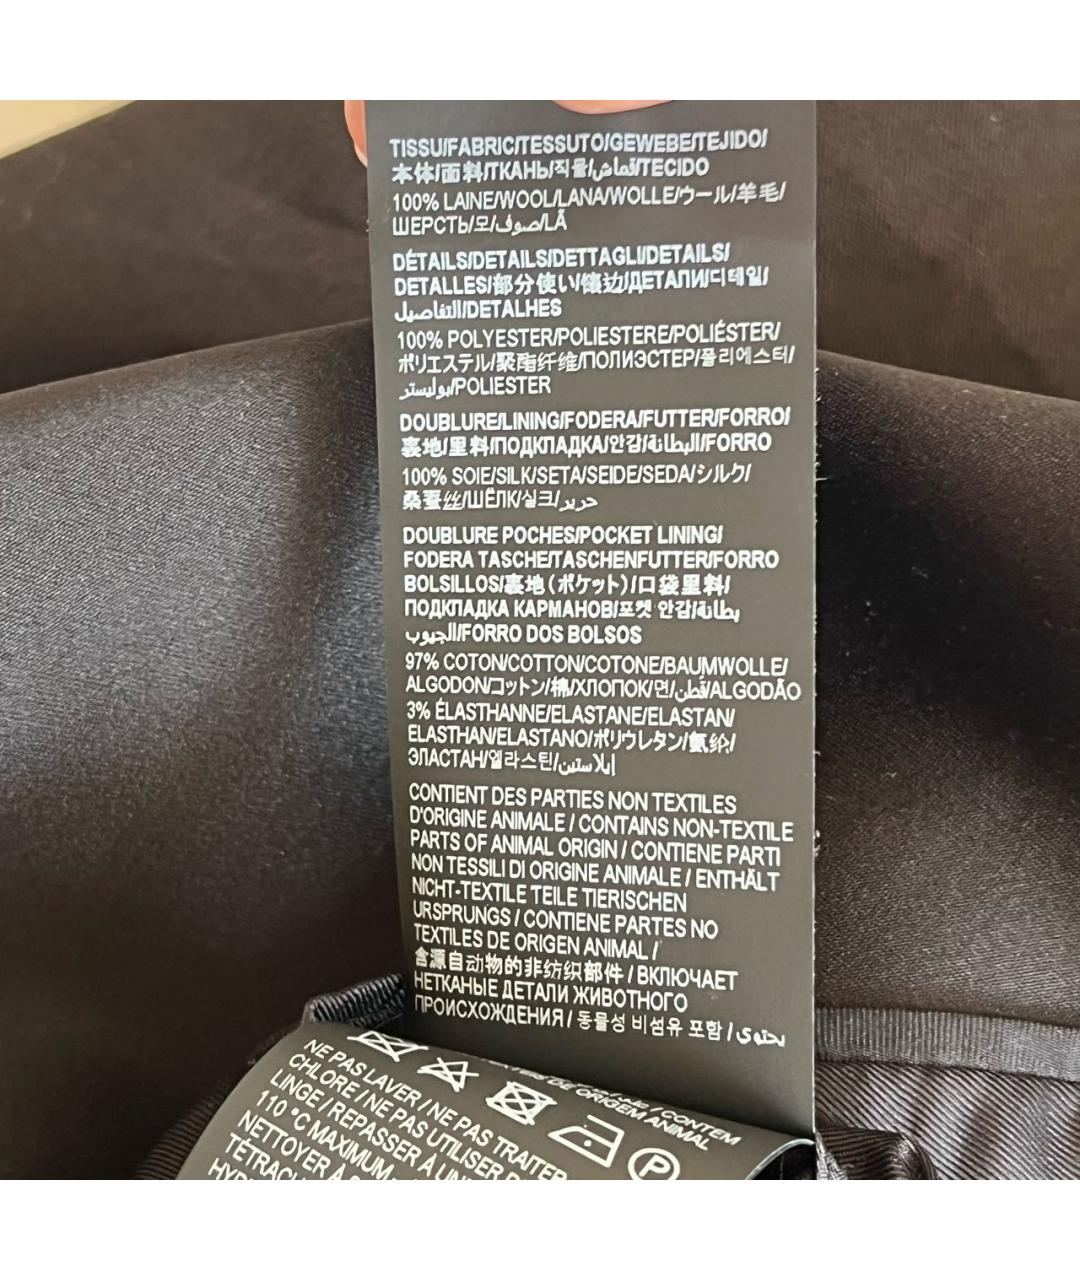 TISSU/FABRIC/TESSUTO/GEWEBE/TEJIDO/
本体/面料/ТКАНЬ/직물/قماش/TECIDO
100% LAINE/WOOL/LANA/WOLLE/ウール/羊毛/
ШЕРСТЬ/모/صوف/LÃ
DÉTAILS/DETAILS/DETTAGLI/DETAILS/
DETALLES/部分使い/镶边/ДЕТАЛИ/디테일/
التفاصيل/DETALHES
100% POLYESTER/POLIESTERE/POLIÉSTER/
ポリエステル/聚酯纤维/ПОЛИЭСТЕР/폴리에스터/
بوليستر/POLIESTER
DOUBLURE/LINING/FODERA/FUTTER/FORRO/
裏地/里料/ПОДКЛАДКА/안감/البطانة/FORRO
100% SOIE/SILK/SETA/SEIDE/SEDA/シルク/
桑蚕丝/ШЁЛК/실크/حرير
DOUBLURE POCHES/POCKET LINING/
FODERA TASCHE/TASCHENFUTTER/FORRO
BOLSILLOS/裏地（ポケット）/口袋里料/
ПОДКЛАДКА КАРМАНОВ/포켓 안감/بطانة
الجيوب/FORRO DOS BOLSOS
97% COTON/COTTON/COTONE/BAUMWOLLE/
ALGODON/コットン/棉/ХЛОПОК/면/قطن/ALGODÃO
3% ÉLASTHANNE/ELASTANE/ELASTAN/
ELASTHAN/ELASTANO/ポリウレタン/氨纶/
ЭЛАСТАН/엘라스틴/إيلاستين
CONTIENT DES PARTIES NON TEXTILES
D'ORIGINE ANIMALE / CONTAINS NON-TEXTILE
PARTS OF ANIMAL ORIGIN / CONTIENE PARTI
NON TESSILI DI ORIGINE ANIMALE / ENTHÄLT
NICHT-TEXTILE TEILE TIERISCHEN
URSPRUNGS / CONTIENE PARTES NO
TEXTILES DE ORIGEN ANIMAL /
含源自动物的非纺织部件 / ВКЛЮЧАЕТ
НЕТКАНЫЕ ДЕТАЛИ ЖИВОТНОГО
ПРОИСХОЖДЕНИЯ / 동물성 비섬유 포함 / يحتوي
CONTEM
DE ORIGEM ANIMAL
P
NE PAS LAVER / NE PAS TRAITER
CHLORE / NE PAS UTILISER
LINGE / REPASSER À UNE
110 °C MAXIMUM
NETTOYER À